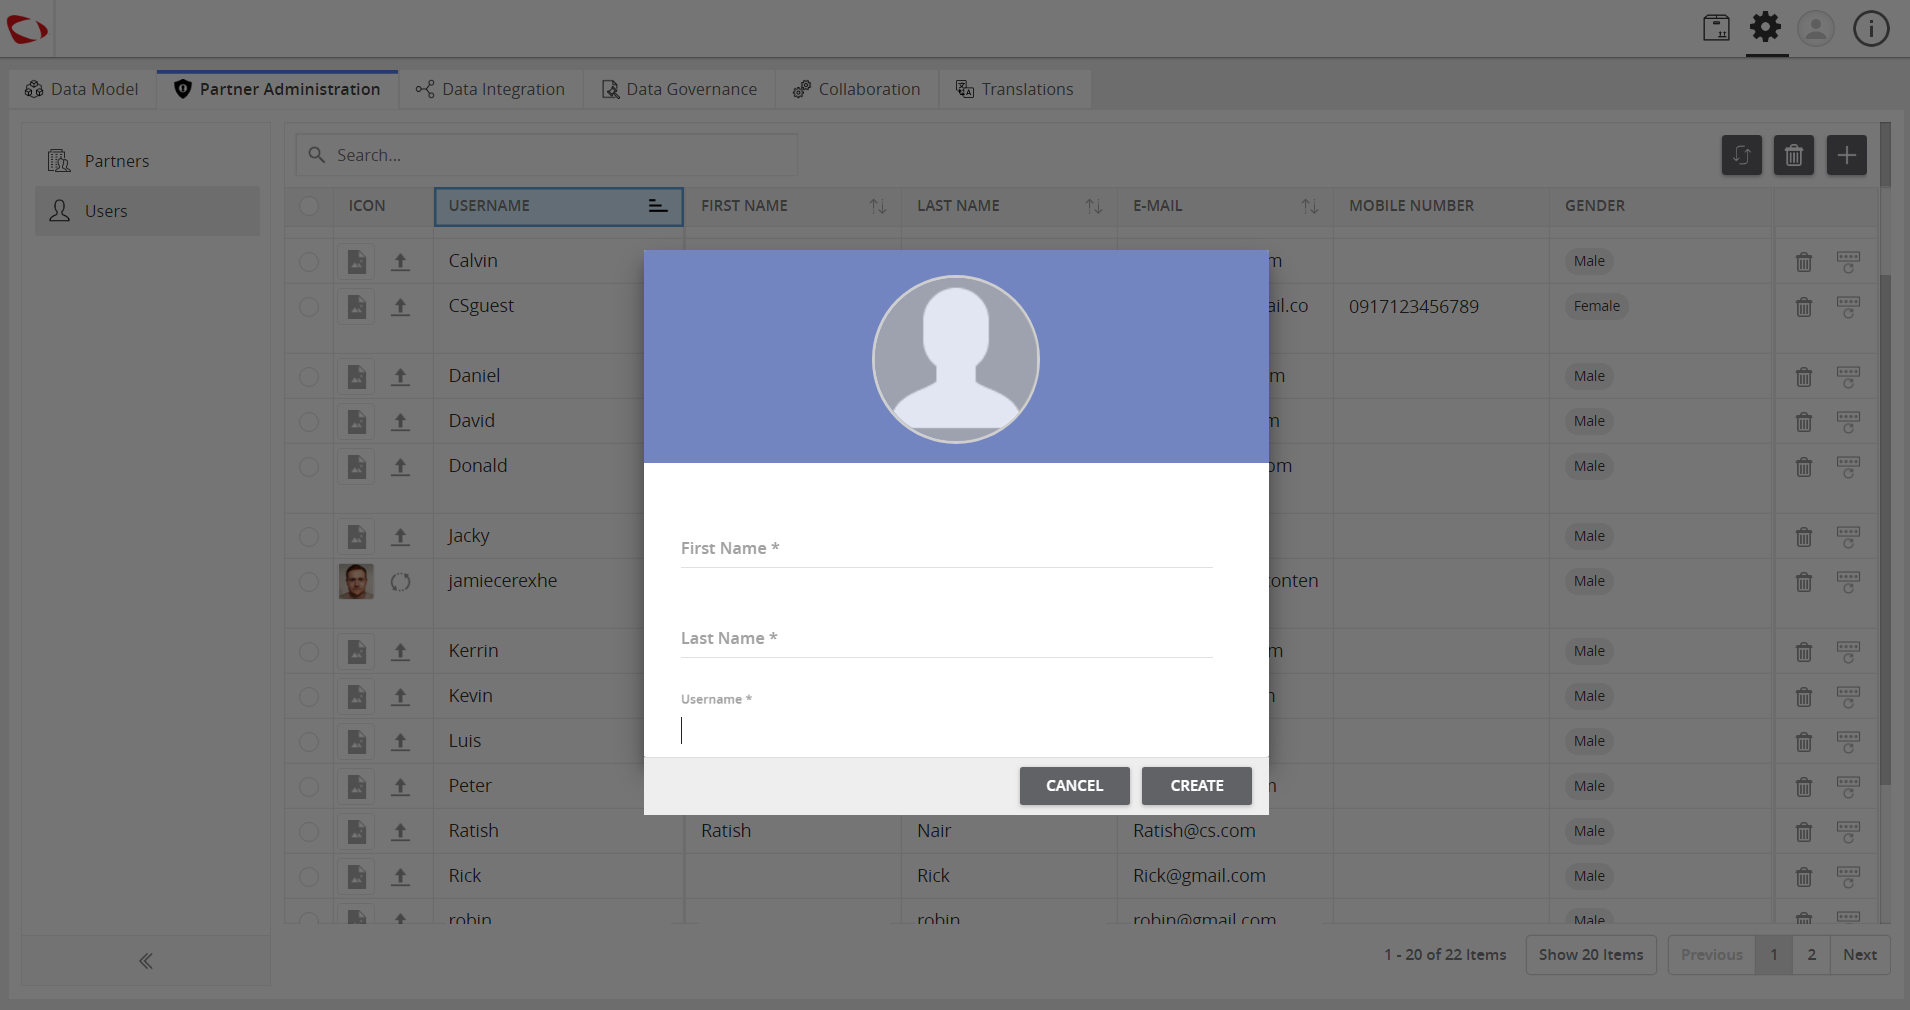 Data Model
Partner Administration
Data Integration
Data Governance
Collaboration
Translations
Partners
Users
Search...
ICON USERNAME FIRST NAME LAST NAME E-MAIL MOBILE NUMBER GENDER
Calvin m Male
CSguest ail.co 0917123456789 Female
Daniel m Male
David m Male
Donald om Male
Jacky Male
jamiecerexhe conten Male
Kerrin m Male
Kevin Male
Luis Male
Peter n Male
Ratish Ratish Nair Ratish@cs.com Male
Rick Rick Rick@gmail.com Male
robin robin robin@gmail.com Male
First Name *
Last Name *
Username *
CANCEL CREATE
1 - 20 of 22 Items Show 20 Items Previous 1 2 Next